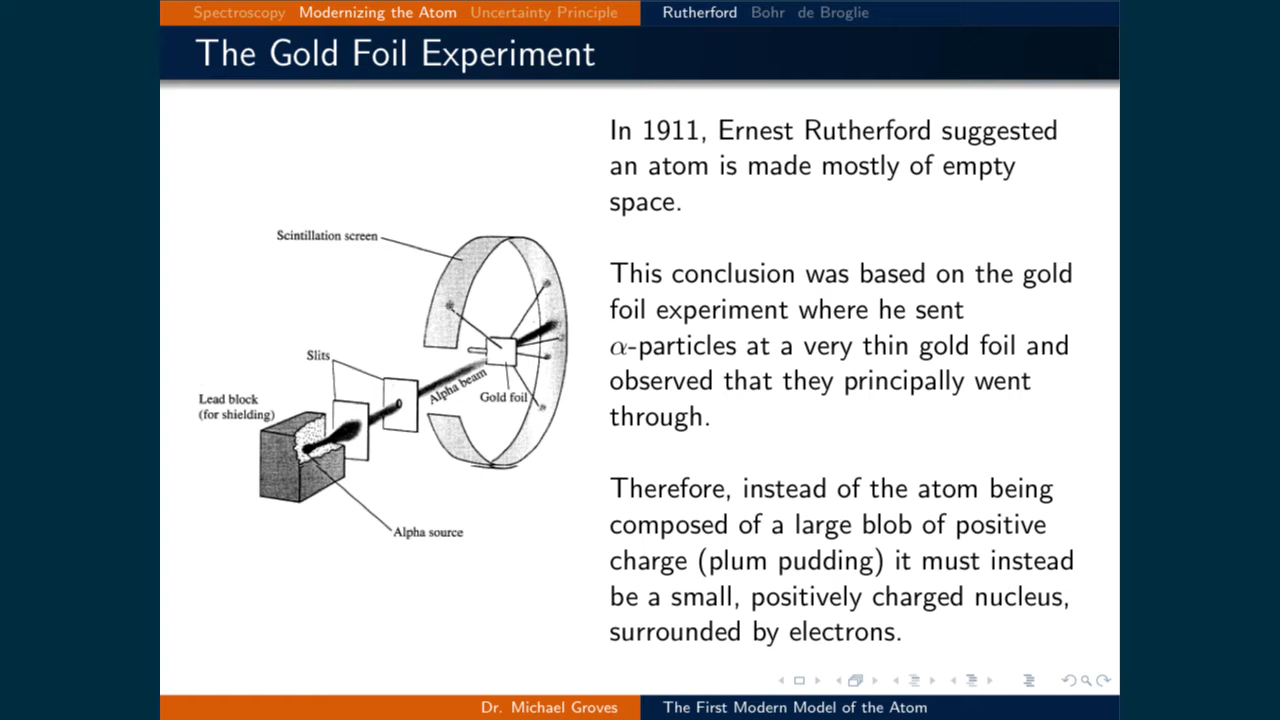 Spectroscopy Modernizing the Atom Uncertainty Principle Rutherford Bohr de Broglie
The Gold Foil Experiment
In 1911, Ernest Rutherford suggested
an atom is made mostly of empty
space.
This conclusion was based on the gold
foil experiment where he sent
α-particles at a very thin gold foil and
observed that they principally went
through.
Therefore, instead of the atom being
composed of a large blob of positive
charge (plum pudding) it must instead
be a small, positively charged nucleus,
surrounded by electrons.
Scintillation screen
Slits
Alpha beam
Gold foil
Lead block
(for shielding)
Alpha source
Dr. Michael Groves The First Modern Model of the Atom